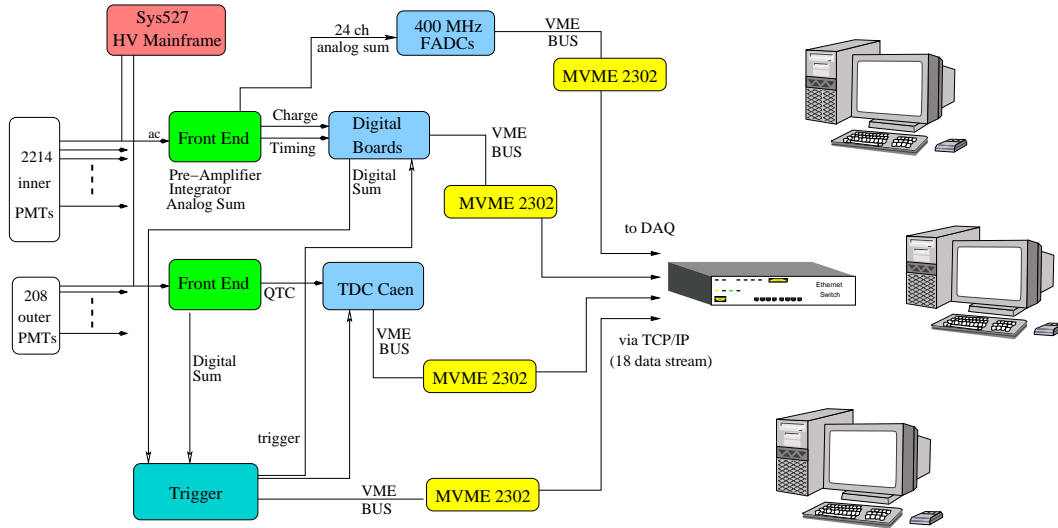 Sys527
HV Mainframe
24 ch
analog sum
400 MHz
FADCs
VME
BUS
MVME 2302
2214
inner
PMTs
ac
Front End
Pre−Amplifier
Integrator
Analog Sum
Charge
Timing
Digital
Boards
Digital
Sum
VME
BUS
MVME 2302
to DAQ
208
outer
PMTs
Front End
QTC
TDC Caen
VME
BUS
MVME 2302
Ethernet
Switch
via TCP/IP
(18 data stream)
Digital
Sum
trigger
Trigger
VME
BUS
MVME 2302